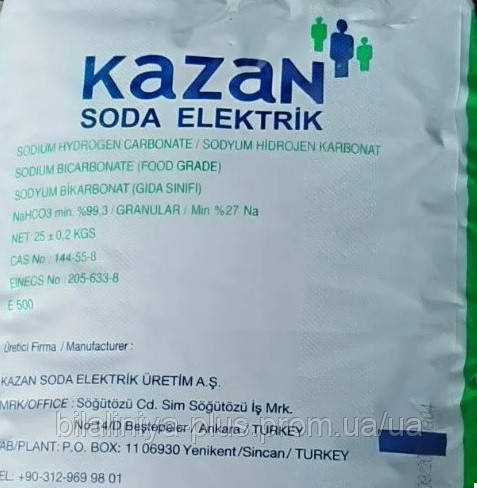 KAZAN
SODA ELEKTRİK
SODIUM HYDROGEN CARBONATE / SODYUM HİDROJEN KARBONAT
SODIUM BICARBONATE (FOOD GRADE)
SODYUM BİKARBONAT (GIDA SINIFI)
NaHCO3 min. %99,3 / GRANULAR / Min %27 Na
NET 25 ± 0,2 KGS
CAS No : 144-55-8
EINECS No : 205-633-8
E 500
Üretici Firma / Manufacturer :
KAZAN SODA ELEKTRİK ÜRETİM A.Ş.
MRK/OFFICE : Söğütözü Cd. Sim Söğütözü İş Mrk.
No:14/D Beştepeler / Ankara / TURKEY
bilaliniya-plus.prom.ua
AB/PLANT: P.O. BOX: 11 06930 Yenikent/Sincan/ TURKEY
EL: +90-312-969 98 01